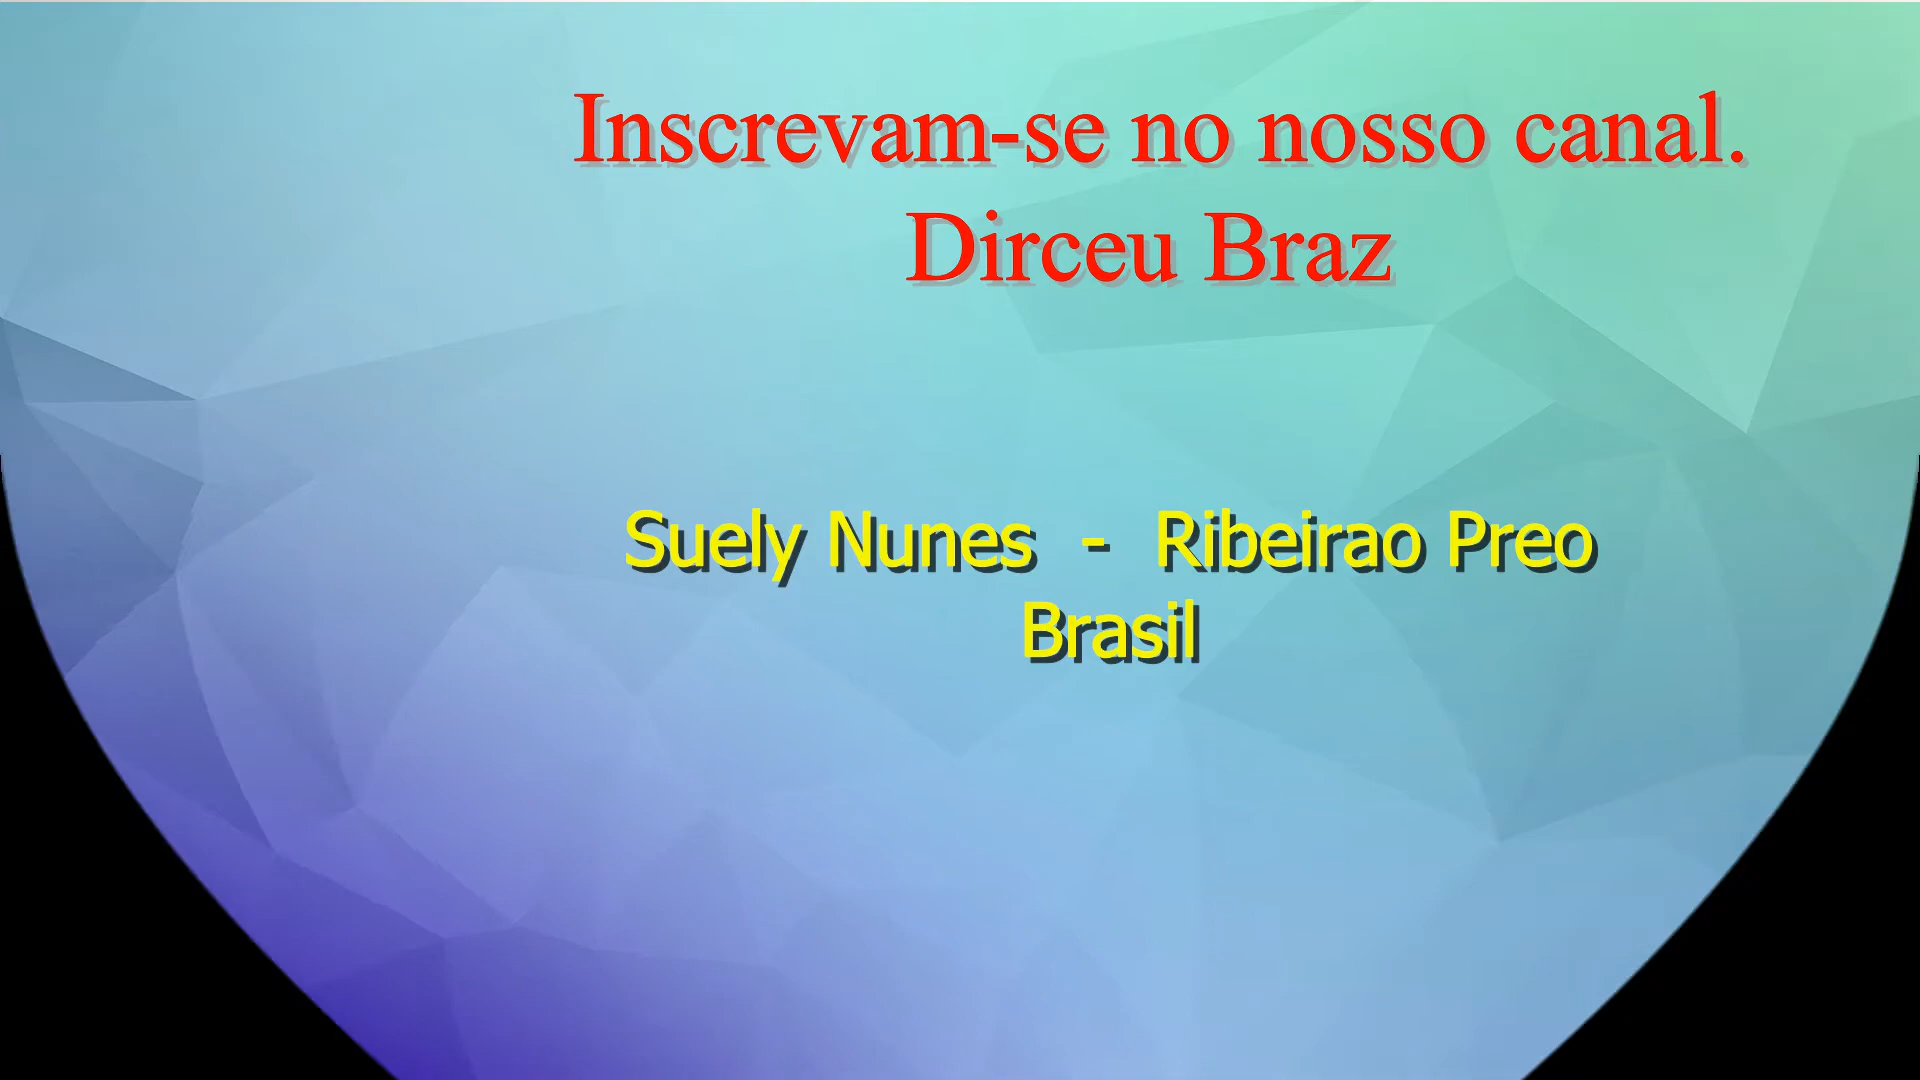 Inscrevam-se no nosso canal.
Dirceu Braz
Suely Nunes - Ribeirao Preo
Brasil